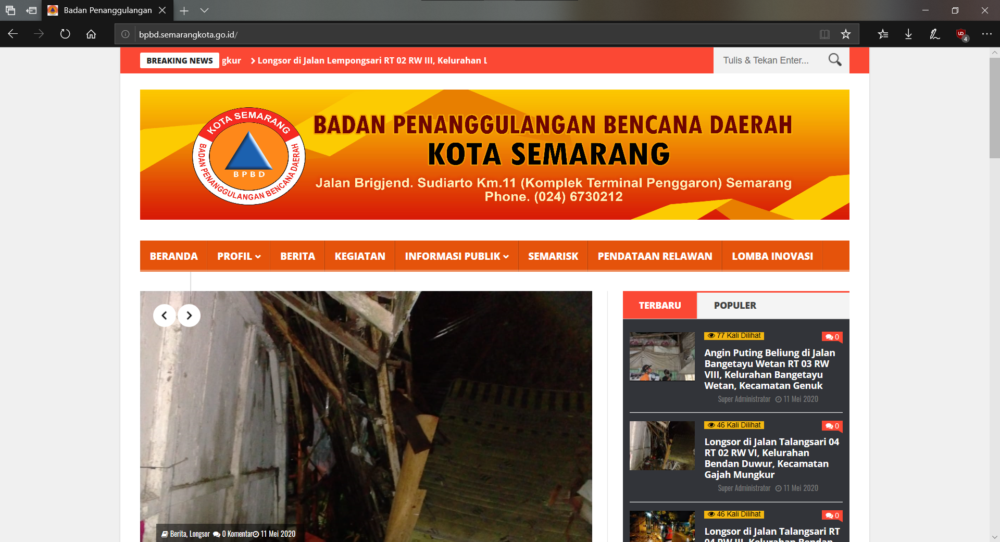 Badan Penanggulangan
bpbd.semarangkota.go.id/
4
BREAKING NEWS
gkur
Longsor di Jalan Lempongsari RT 02 RW III, Kelurahan L
Tulis & Tekan Enter...
KOTA SEMARANG
BADAN PENANGGULANGAN BENCANA DAERAH
BPBD
BADAN PENANGGULANGAN BENCANA DAERAH
KOTA SEMARANG
Jalan Brigjend. Sudiarto Km.11 (Komplek Terminal Penggaron) Semarang
Phone. (024) 6730212
BERANDA
PROFIL
BERITA
KEGIATAN
INFORMASI PUBLIK
SEMARISK
PENDATAAN RELAWAN
LOMBA INOVASI
Berita, Longsor 0 Komentar 11 Mei 2020
TERBARU
POPULER
77 Kali Dilihat
0
Angin Puting Beliung di Jalan
Bangetayu Wetan RT 03 RW
VIII, Kelurahan Bangetayu
Wetan, Kecamatan Genuk
Super Administrator 11 Mei 2020
46 Kali Dilihat
0
Longsor di Jalan Talangsari 04
RT 02 RW VI, Kelurahan
Bendan Duwur, Kecamatan
Gajah Mungkur
Super Administrator 11 Mei 2020
46 Kali Dilihat
0
Longsor di Jalan Talangsari RT
04 RW III, Kelurahan Bendan